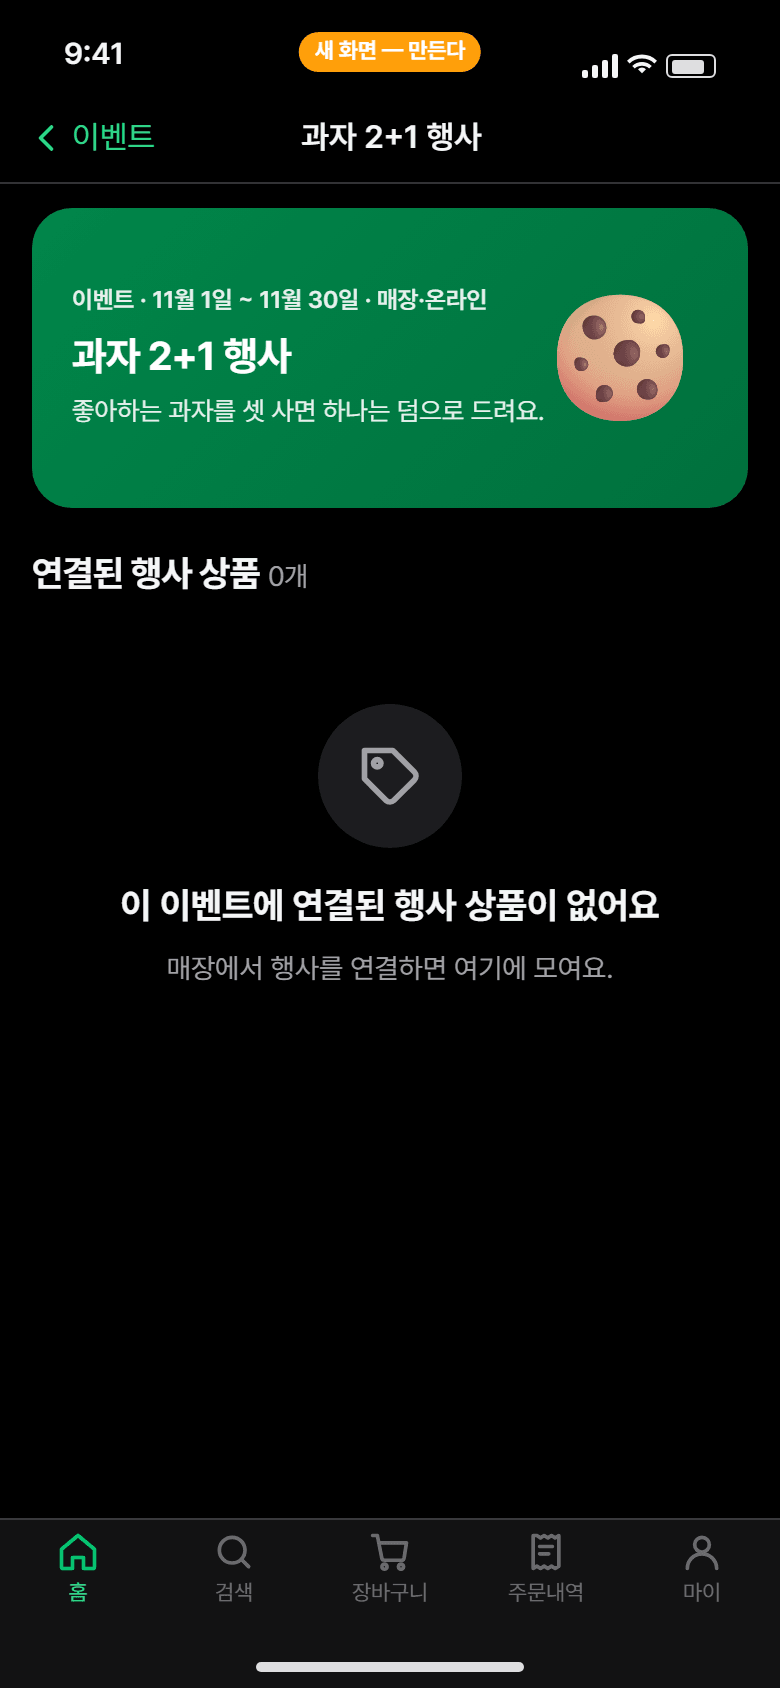 9:41
새 화면 — 만든다
이벤트
과자 2+1 행사
이벤트 · 11월 1일 ~ 11월 30일 · 매장·온라인
과자 2+1 행사
좋아하는 과자를 셋 사면 하나는 덤으로 드려요.
연결된 행사 상품 0개
이 이벤트에 연결된 행사 상품이 없어요
매장에서 행사를 연결하면 여기에 모여요.
홈
검색
장바구니
주문내역
마이